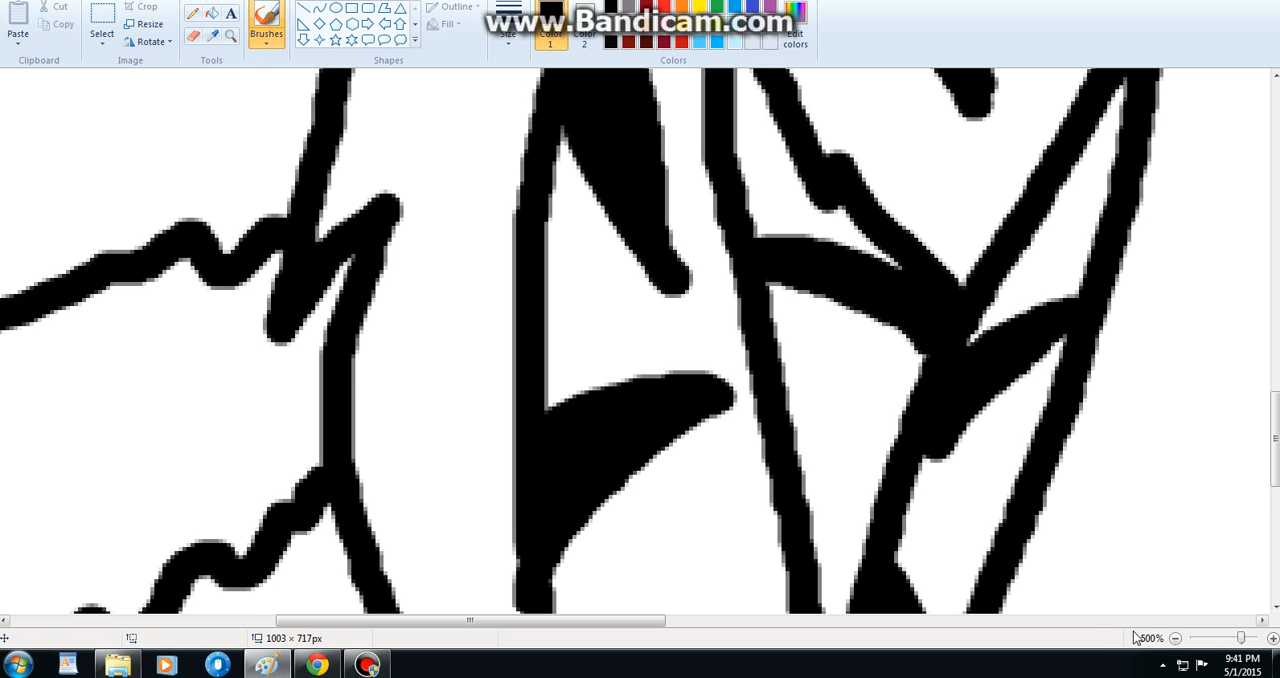 www.Bandicam.com
Cut
Crop
Outline
Paste
Copy
Resize
Select
Rotate
A
Brushes
Fill
Size
Color
1
Color
2
Edit
colors
Clipboard
Image
Tools
Shapes
Colors
1003 × 717px
500%
9:41 PM
5/1/2015